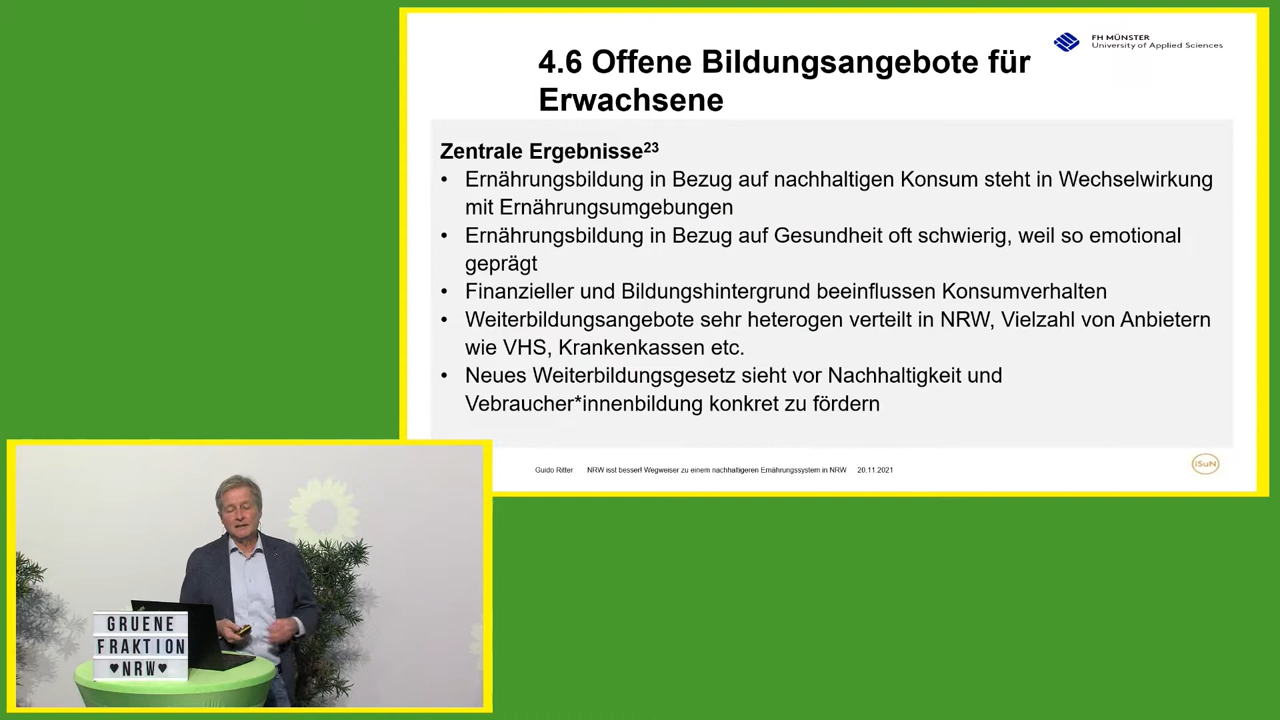 FH MÜNSTER
University of Applied Sciences
4.6 Offene Bildungsangebote für
Erwachsene
Zentrale Ergebnisse²³
• Ernährungsbildung in Bezug auf nachhaltigen Konsum steht in Wechselwirkung
mit Ernährungsumgebungen
• Ernährungsbildung in Bezug auf Gesundheit oft schwierig, weil so emotional
geprägt
• Finanzieller und Bildungshintergrund beeinflussen Konsumverhalten
• Weiterbildungsangebote sehr heterogen verteilt in NRW, Vielzahl von Anbietern
wie VHS, Krankenkassen etc.
• Neues Weiterbildungsgesetz sieht vor Nachhaltigkeit und
Vebraucher*innenbildung konkret zu fördern
Guido Ritter NRW isst besser! Wegweiser zu einem nachhaltigeren Ernährungssystem in NRW 20.11.2021
iSuN
GRUENE
FRAKTION
♥NRW♥